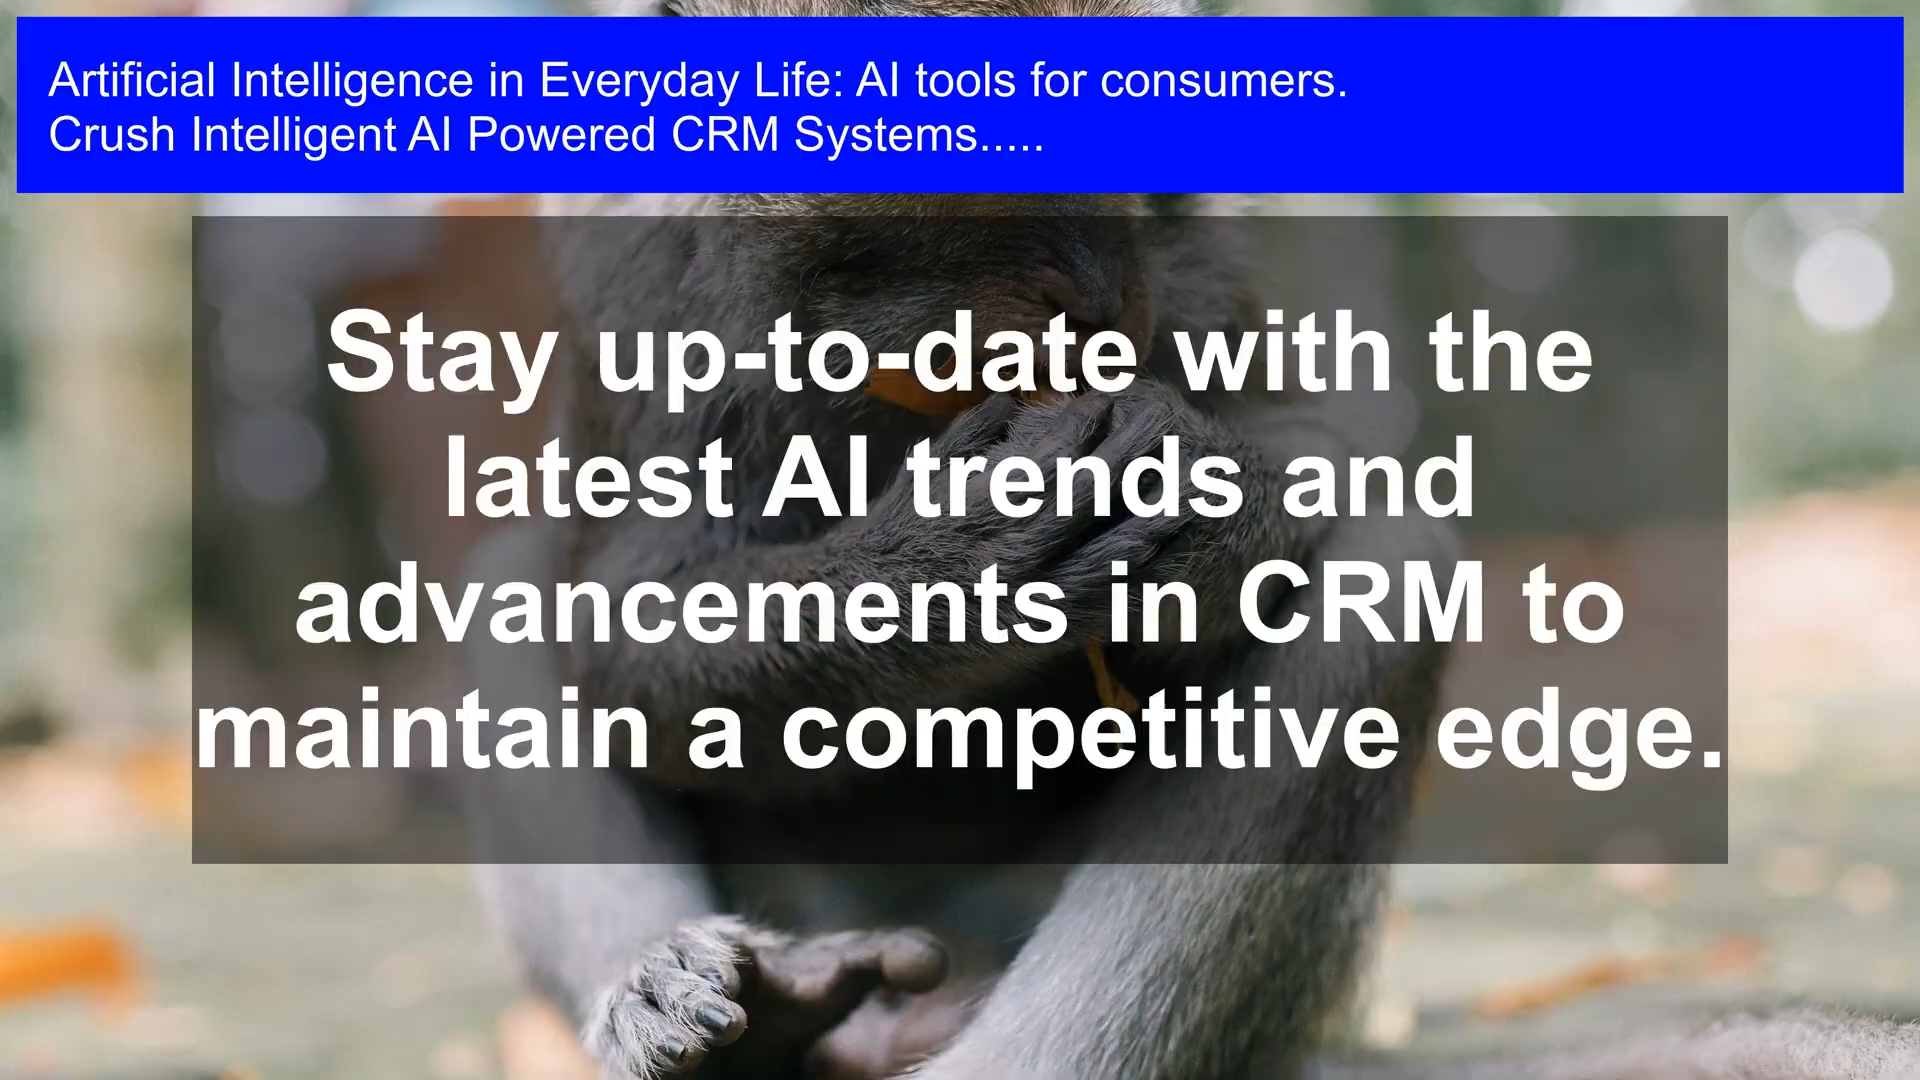 Artificial Intelligence in Everyday Life: AI tools for consumers.
Crush Intelligent AI Powered CRM Systems.....
Stay up-to-date with the
latest AI trends and
advancements in CRM to
maintain a competitive edge.